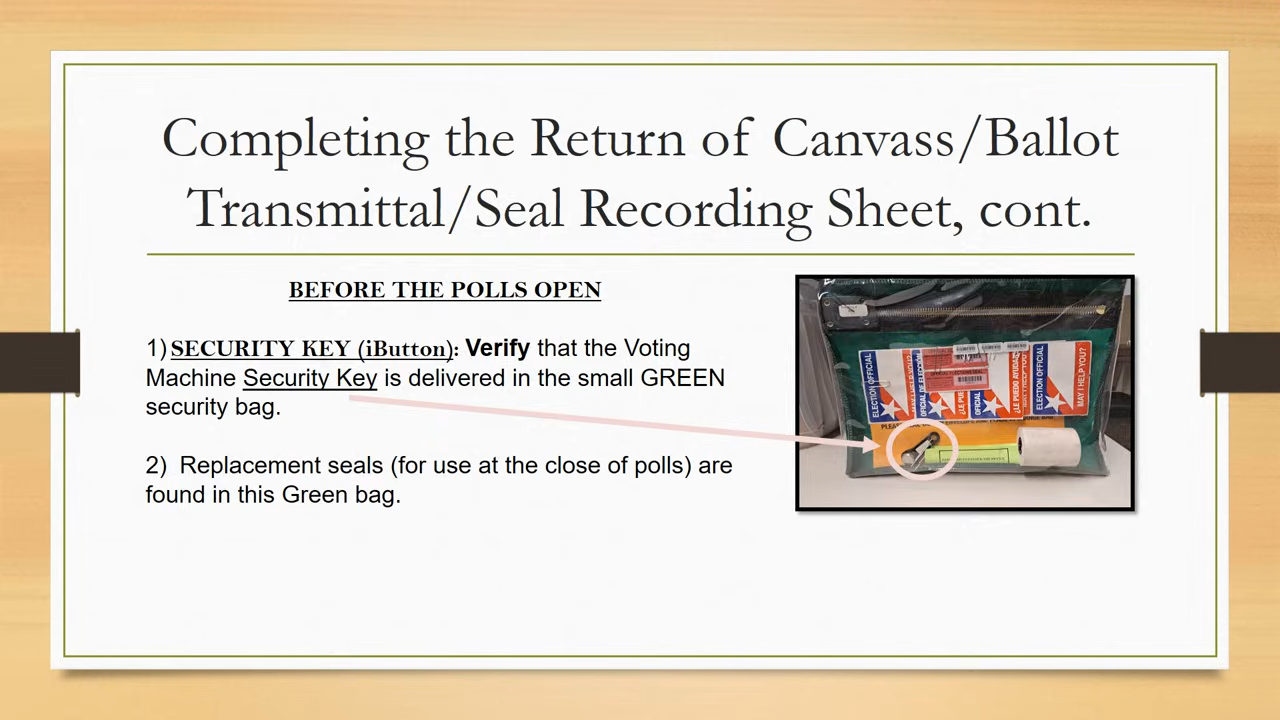 Completing the Return of Canvass/Ballot
Transmittal/Seal Recording Sheet, cont.
BEFORE THE POLLS OPEN
1) SECURITY KEY (iButton): Verify that the Voting
Machine Security Key is delivered in the small GREEN
security bag.
2) Replacement seals (for use at the close of polls) are
found in this Green bag.
ELECTION OFFICIAL
OFICIAL
¿LE PUEDO AYUDAR
ELECTION OFFICIAL
MAY I HELP YOU?